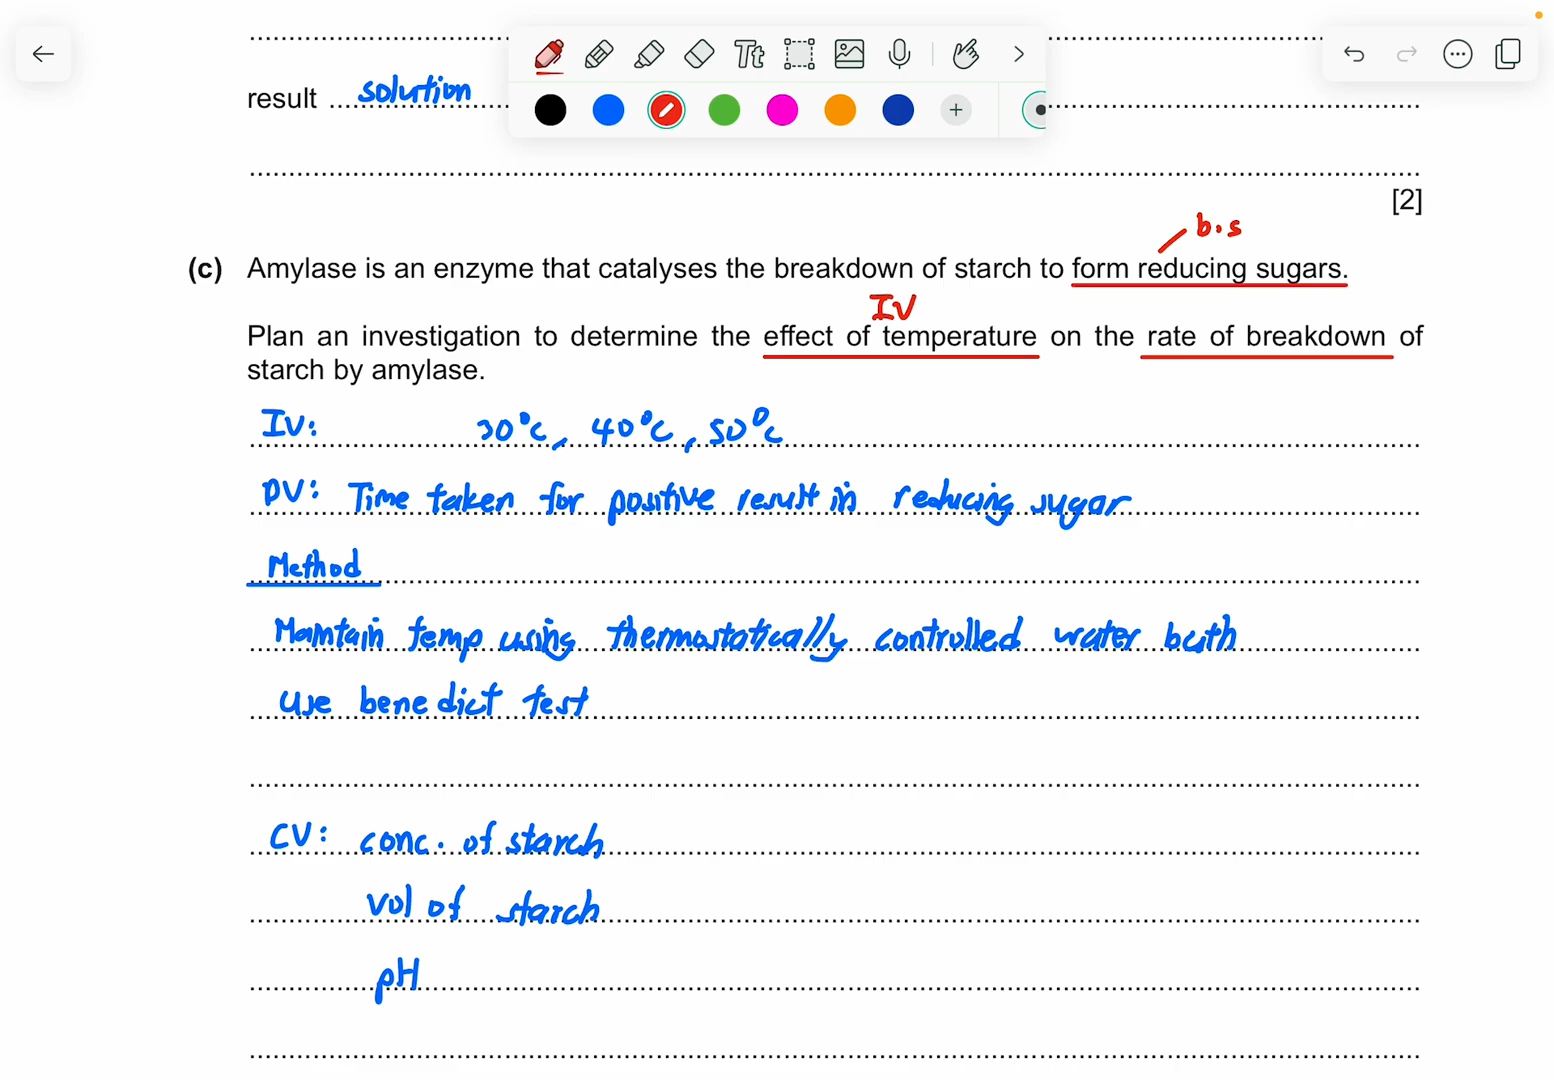 Tt
result solution
[2]
b.s
(c) Amylase is an enzyme that catalyses the breakdown of starch to form reducing sugars.
IV
Plan an investigation to determine the effect of temperature on the rate of breakdown of
starch by amylase.
IV: 30°c, 40°c, 50°c
DV: Time taken for positive result in reducing sugar
Method
Maintain temp using thermostatically controlled water bath
Use benedict test
CV: conc. of starch
vol of starch
pH